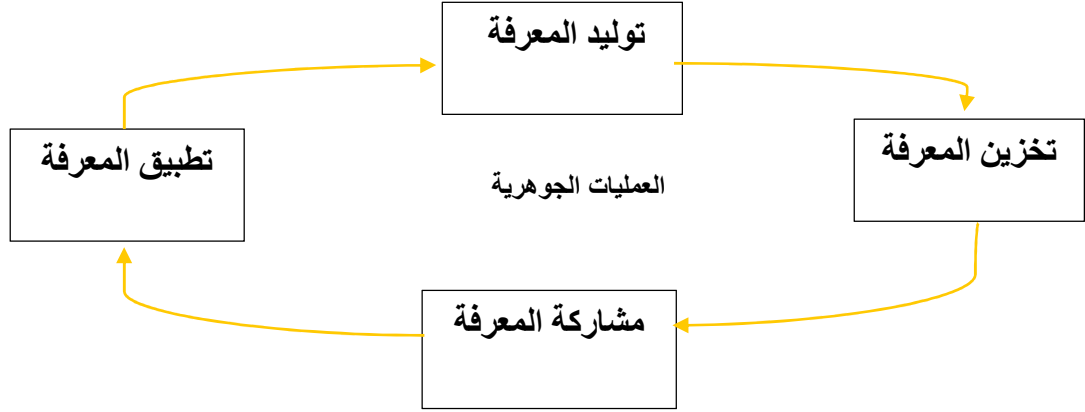 توليد المعرفة
تخزين المعرفة
تطبيق المعرفة
العمليات الجوهرية
مشاركة المعرفة